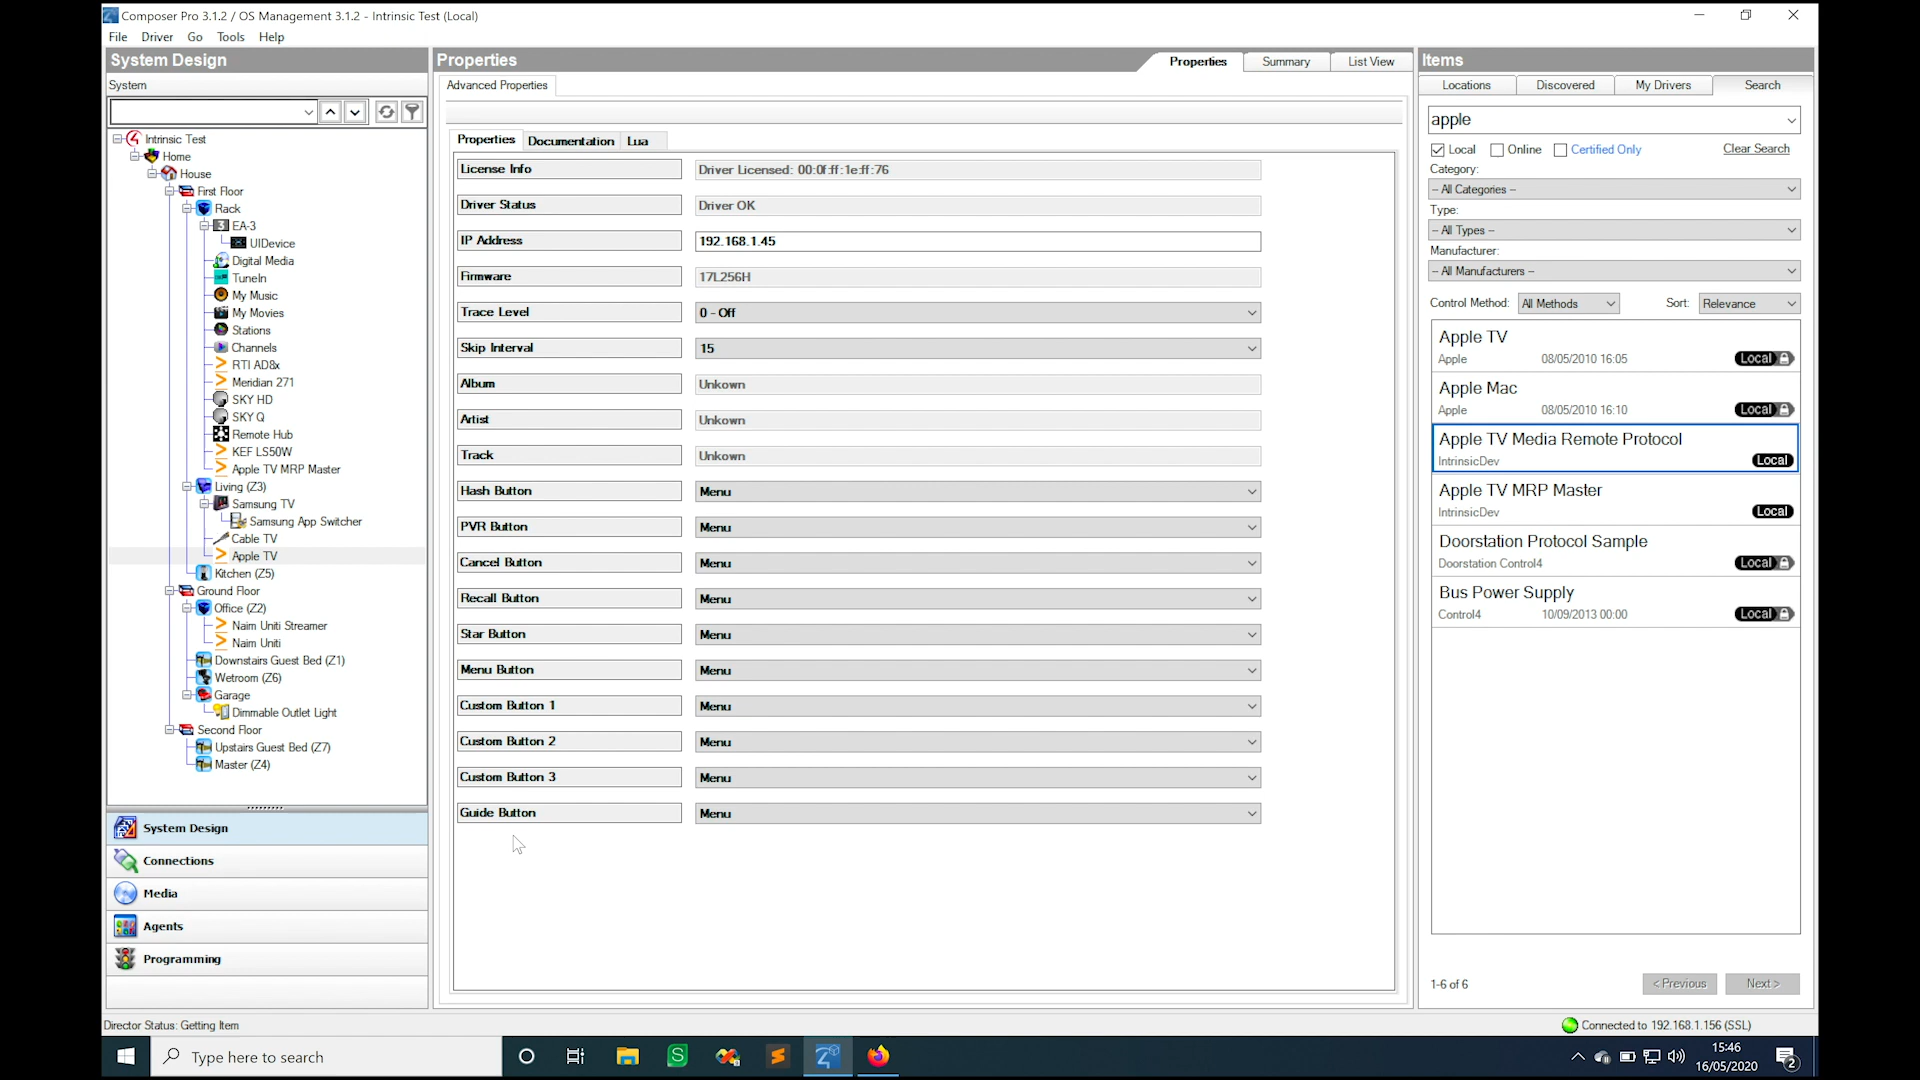 Composer Pro 3.1.2 / OS Management 3.1.2 - Intrinsic Test (Local)
File Driver Go Tools Help
System Design
System
Intrinsic Test
Home
House
First Floor
Rack
3 EA-3
UIDevice
Digital Media
TuneIn
My Music
My Movies
Stations
Channels
RTI AD8x
Meridian 271
SKY HD
SKY Q
Remote Hub
KEF LS50W
Apple TV MRP Master
Living (Z3)
Samsung TV
Samsung App Switcher
Cable TV
Apple TV
Kitchen (Z5)
Ground Floor
Office (Z2)
Naim Uniti Streamer
Naim Uniti
Downstairs Guest Bed (Z1)
Wetroom (Z6)
Garage
Dimmable Outlet Light
Second Floor
Upstairs Guest Bed (Z7)
Master (Z4)
System Design
Connections
Media
Agents
Programming
Properties
Properties Summary List View
Advanced Properties
Properties Documentation Lua
License Info Driver Licensed: 00:0f:ff:1e:ff:76
Driver Status Driver OK
IP Address 192.168.1.45
Firmware 17L256H
Trace Level 0 - Off
Skip Interval 15
Album Unkown
Artist Unkown
Track Unkown
Hash Button Menu
PVR Button Menu
Cancel Button Menu
Recall Button Menu
Star Button Menu
Menu Button Menu
Custom Button 1 Menu
Custom Button 2 Menu
Custom Button 3 Menu
Guide Button Menu
Items
Locations Discovered My Drivers Search
apple
Local Online Certified Only Clear Search
Category:
-- All Categories --
Type:
-- All Types --
Manufacturer:
-- All Manufacturers --
Control Method: All Methods Sort: Relevance
Apple TV
Apple 08/05/2010 16:05 Local
Apple Mac
Apple 08/05/2010 16:10 Local
Apple TV Media Remote Protocol
IntrinsicDev Local
Apple TV MRP Master
IntrinsicDev Local
Doorstation Protocol Sample
Doorstation Control4 Local
Bus Power Supply
Control4 10/09/2013 00:00 Local
1-6 of 6 < Previous Next >
Director Status: Getting Item
Connected to 192.168.1.156 (SSL)
Type here to search
15:46
16/05/2020
2